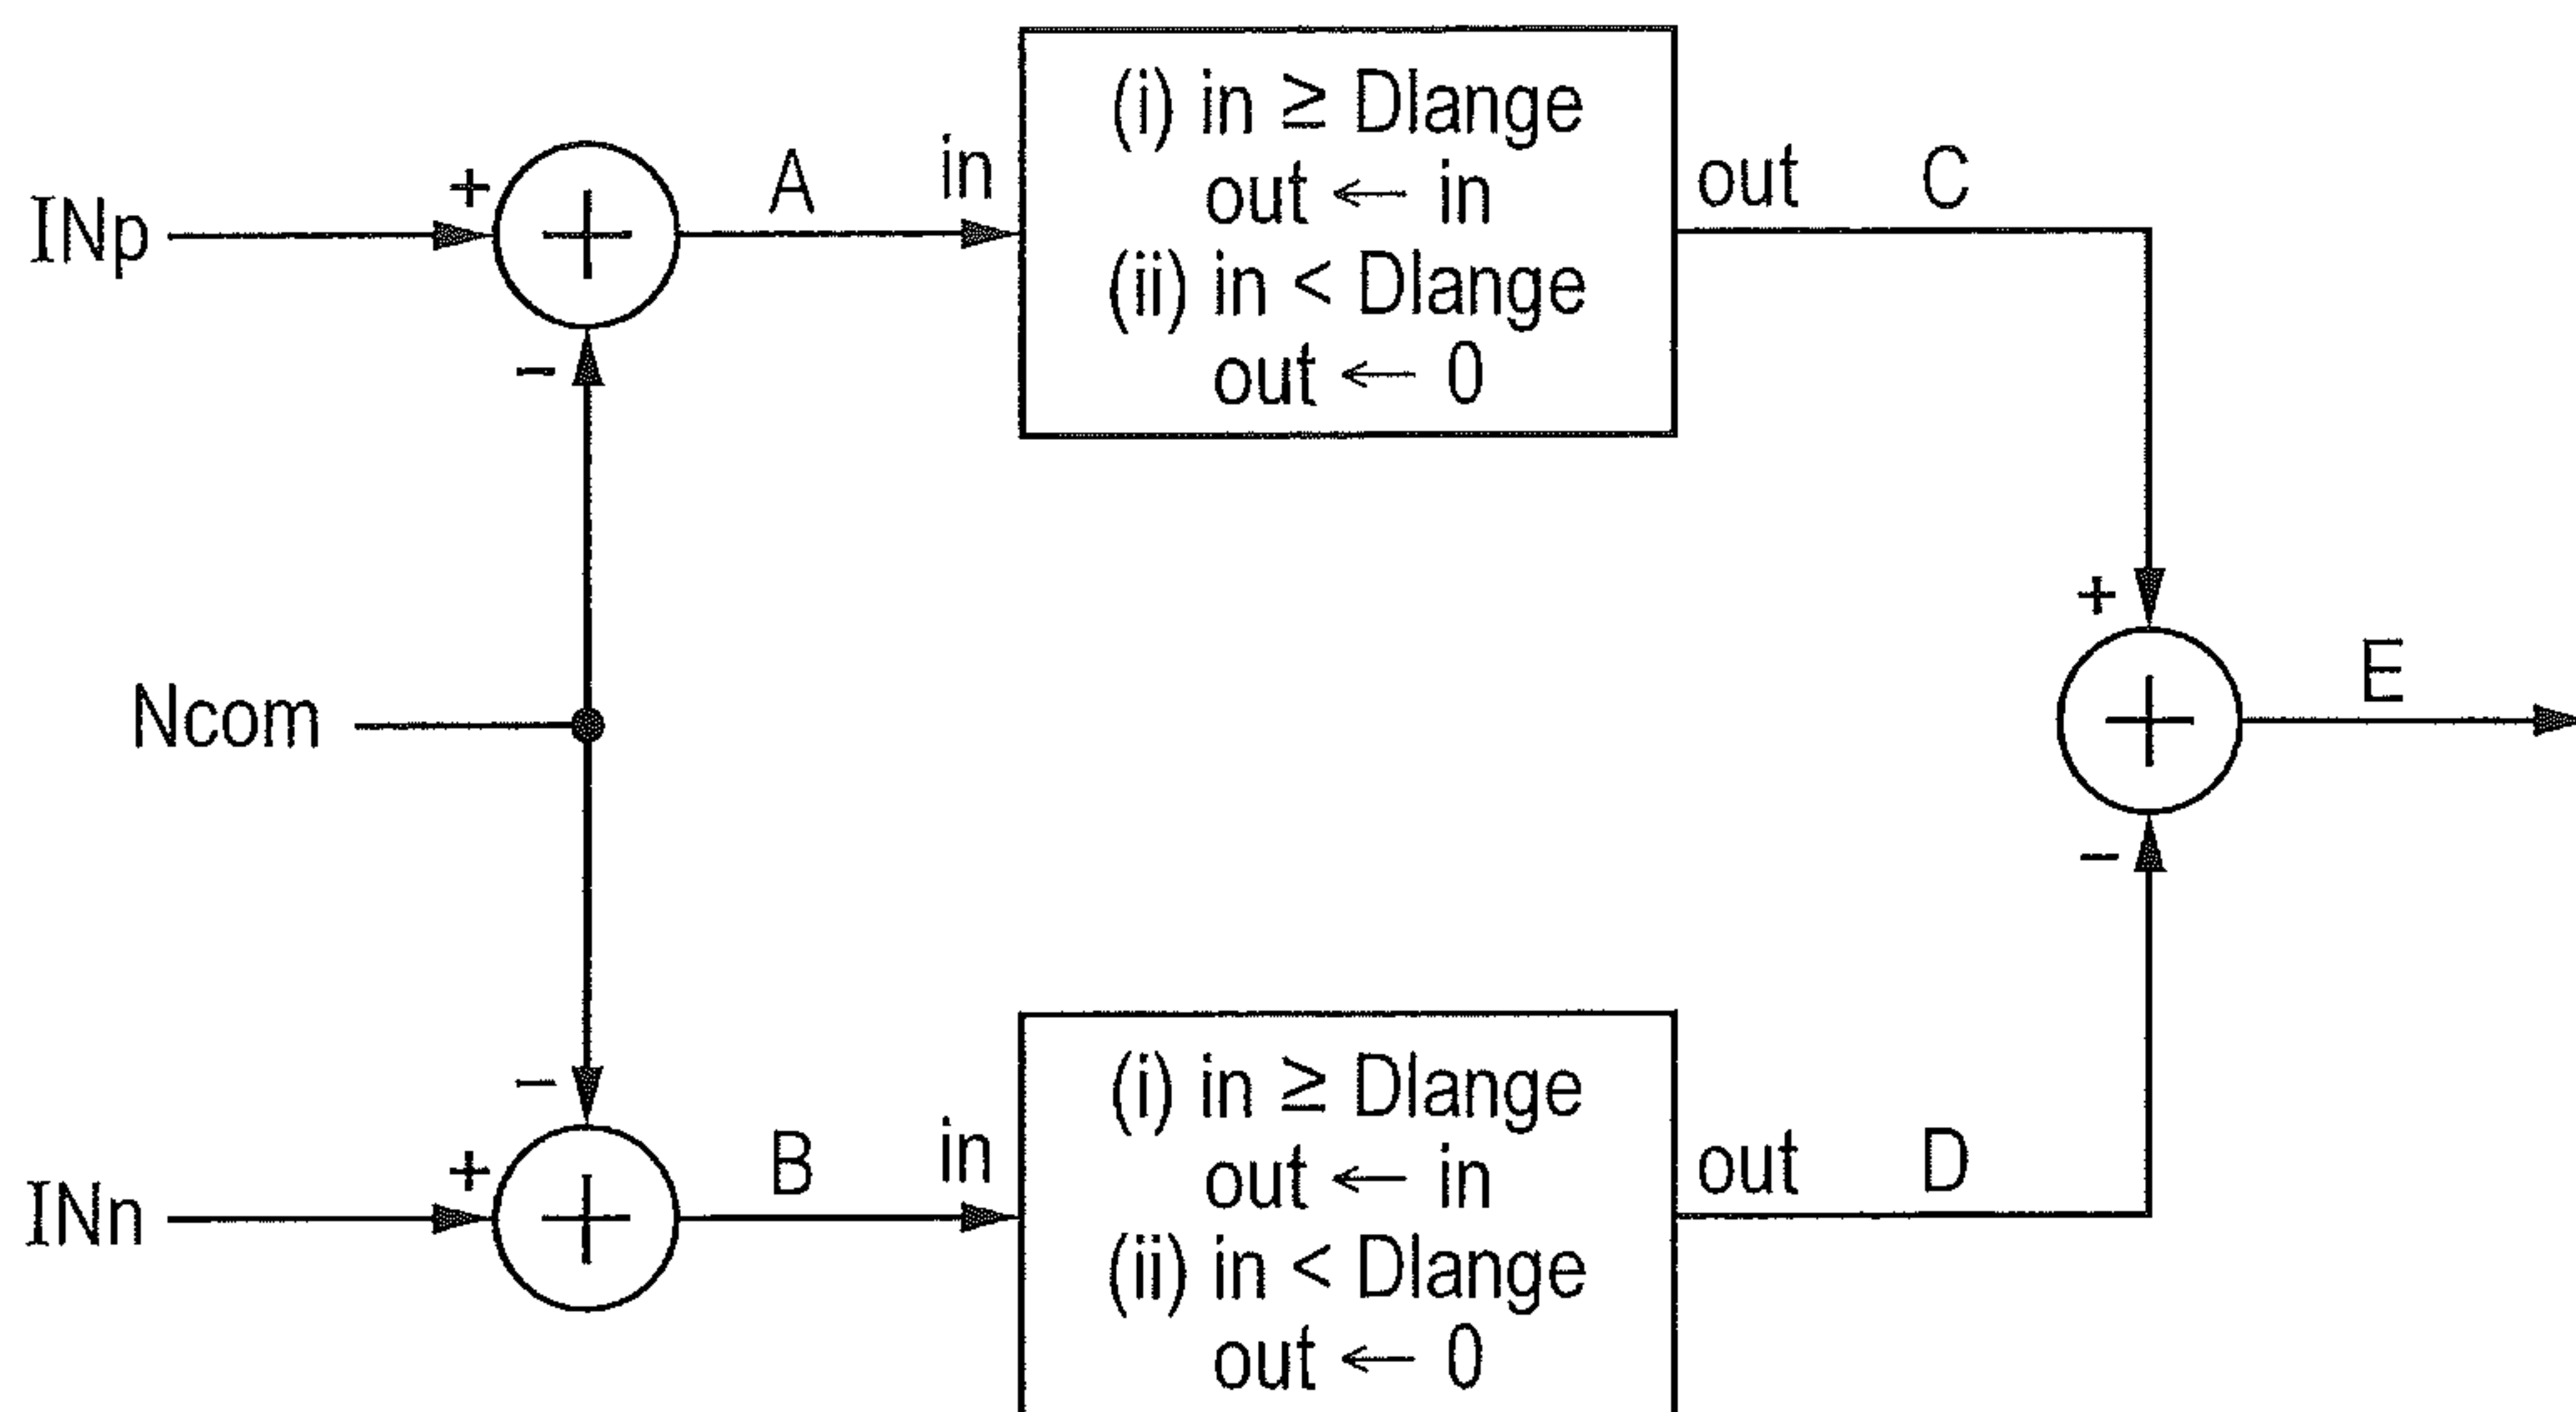 INp
+
-
A
in
(i) in ≥ Dlange
out ← in
(ii) in < Dlange
out ← 0
out
C
Ncom
+
-
E
INn
+
-
B
in
(i) in ≥ Dlange
out ← in
(ii) in < Dlange
out ← 0
out
D